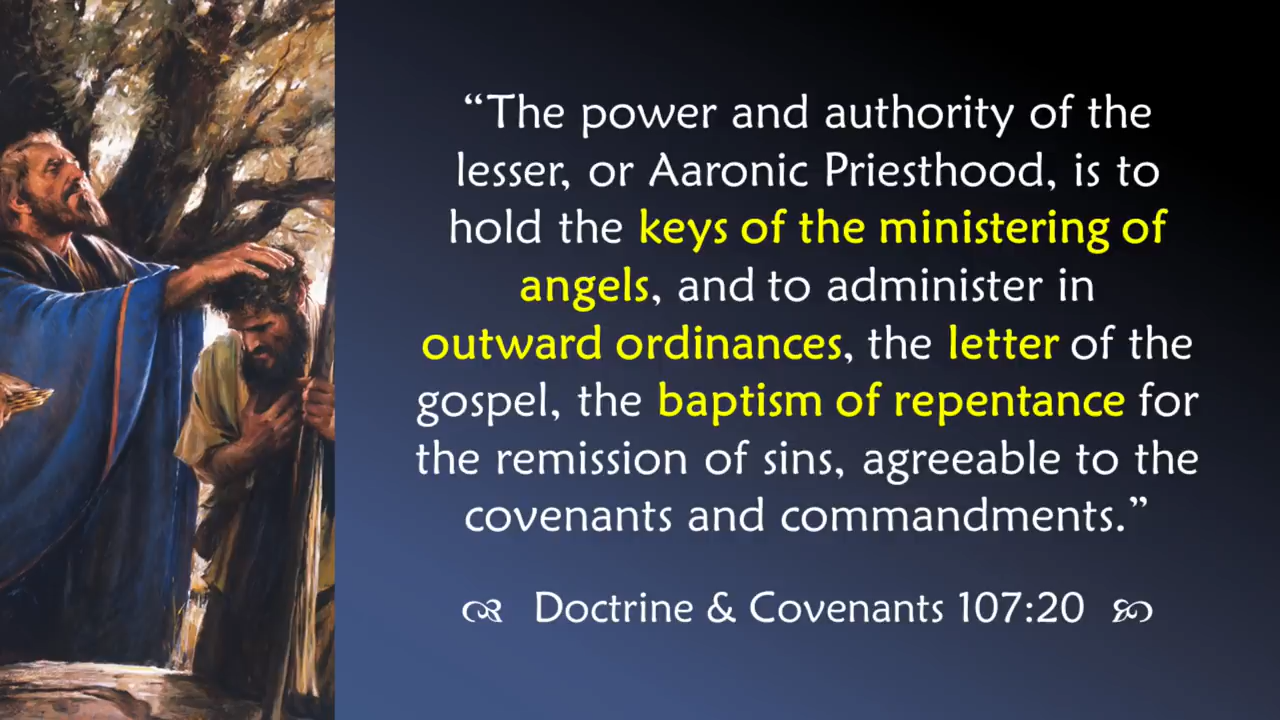 “The power and authority of the
lesser, or Aaronic Priesthood, is to
hold the keys of the ministering of
angels, and to administer in
outward ordinances, the letter of the
gospel, the baptism of repentance for
the remission of sins, agreeable to the
covenants and commandments.”
Doctrine & Covenants 107:20